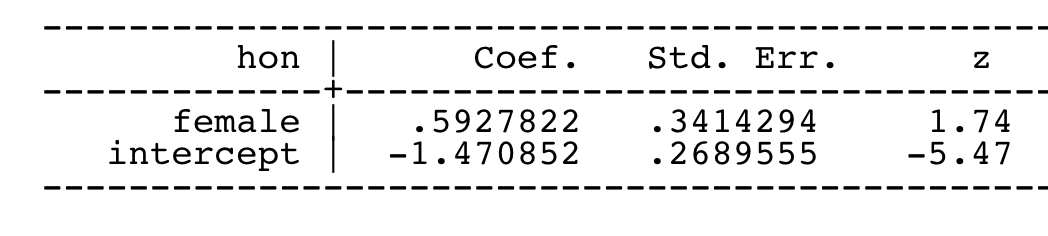 --------------------------------------------------
hon | Coef. Std. Err. z
-------------+------------------------------------
female | .5927822 .3414294 1.74
intercept | -1.470852 .2689555 -5.47
--------------------------------------------------